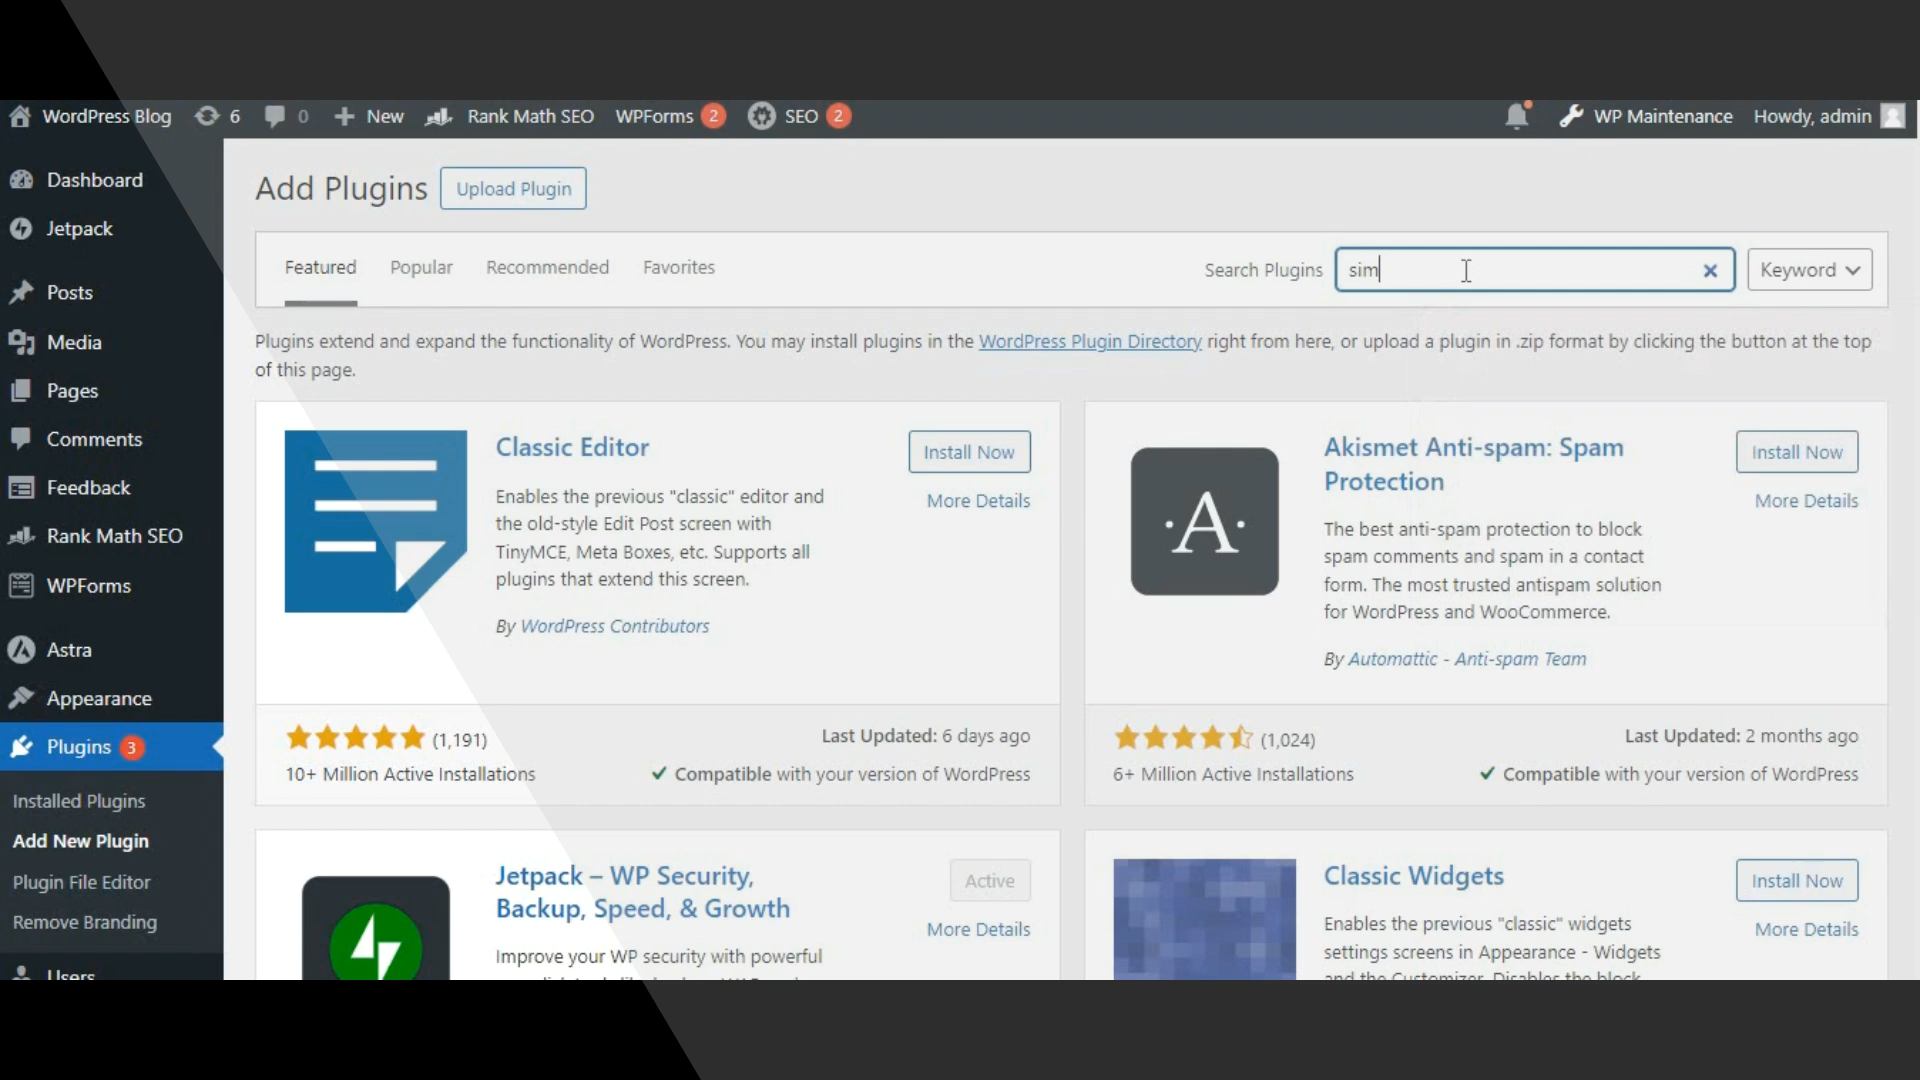 WordPress Blog 6 0 New Rank Math SEO WPForms 2 SEO 2 WP Maintenance Howdy, admin
Dashboard
Jetpack
Posts
Media
Pages
Comments
Feedback
Rank Math SEO
WPForms
Astra
Appearance
Plugins 3
Installed Plugins
Add New Plugin
Plugin File Editor
Remove Branding
Users
Add Plugins Upload Plugin
Featured Popular Recommended Favorites Search Plugins sim Keyword
Plugins extend and expand the functionality of WordPress. You may install plugins in the WordPress Plugin Directory right from here, or upload a plugin in .zip format by clicking the button at the top
of this page.
Classic Editor
Install Now
More Details
Enables the previous "classic" editor and
the old-style Edit Post screen with
TinyMCE, Meta Boxes, etc. Supports all
plugins that extend this screen.
By WordPress Contributors
(1,191)
Last Updated: 6 days ago
10+ Million Active Installations
Compatible with your version of WordPress
·A·
Akismet Anti-spam: Spam
Protection
Install Now
More Details
The best anti-spam protection to block
spam comments and spam in a contact
form. The most trusted antispam solution
for WordPress and WooCommerce.
By Automattic - Anti-spam Team
(1,024)
Last Updated: 2 months ago
6+ Million Active Installations
Compatible with your version of WordPress
Jetpack – WP Security,
Backup, Speed, & Growth
Active
More Details
Improve your WP security with powerful
Classic Widgets
Install Now
More Details
Enables the previous "classic" widgets
settings screens in Appearance - Widgets
and the Customizer. Disables the block